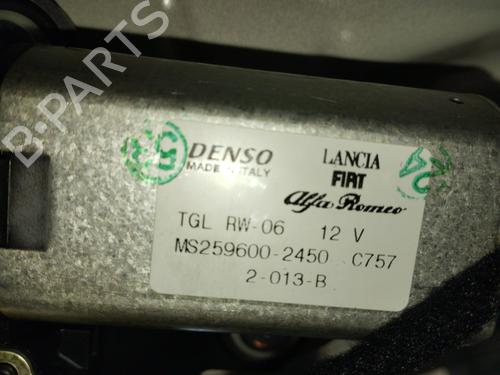 B-PARTS
DENSO
MADE IN ITALY
LANCIA
FIAT
Alfa Romeo
TGL RW-06 12 V
MS259600-2450 C757
2-013-B